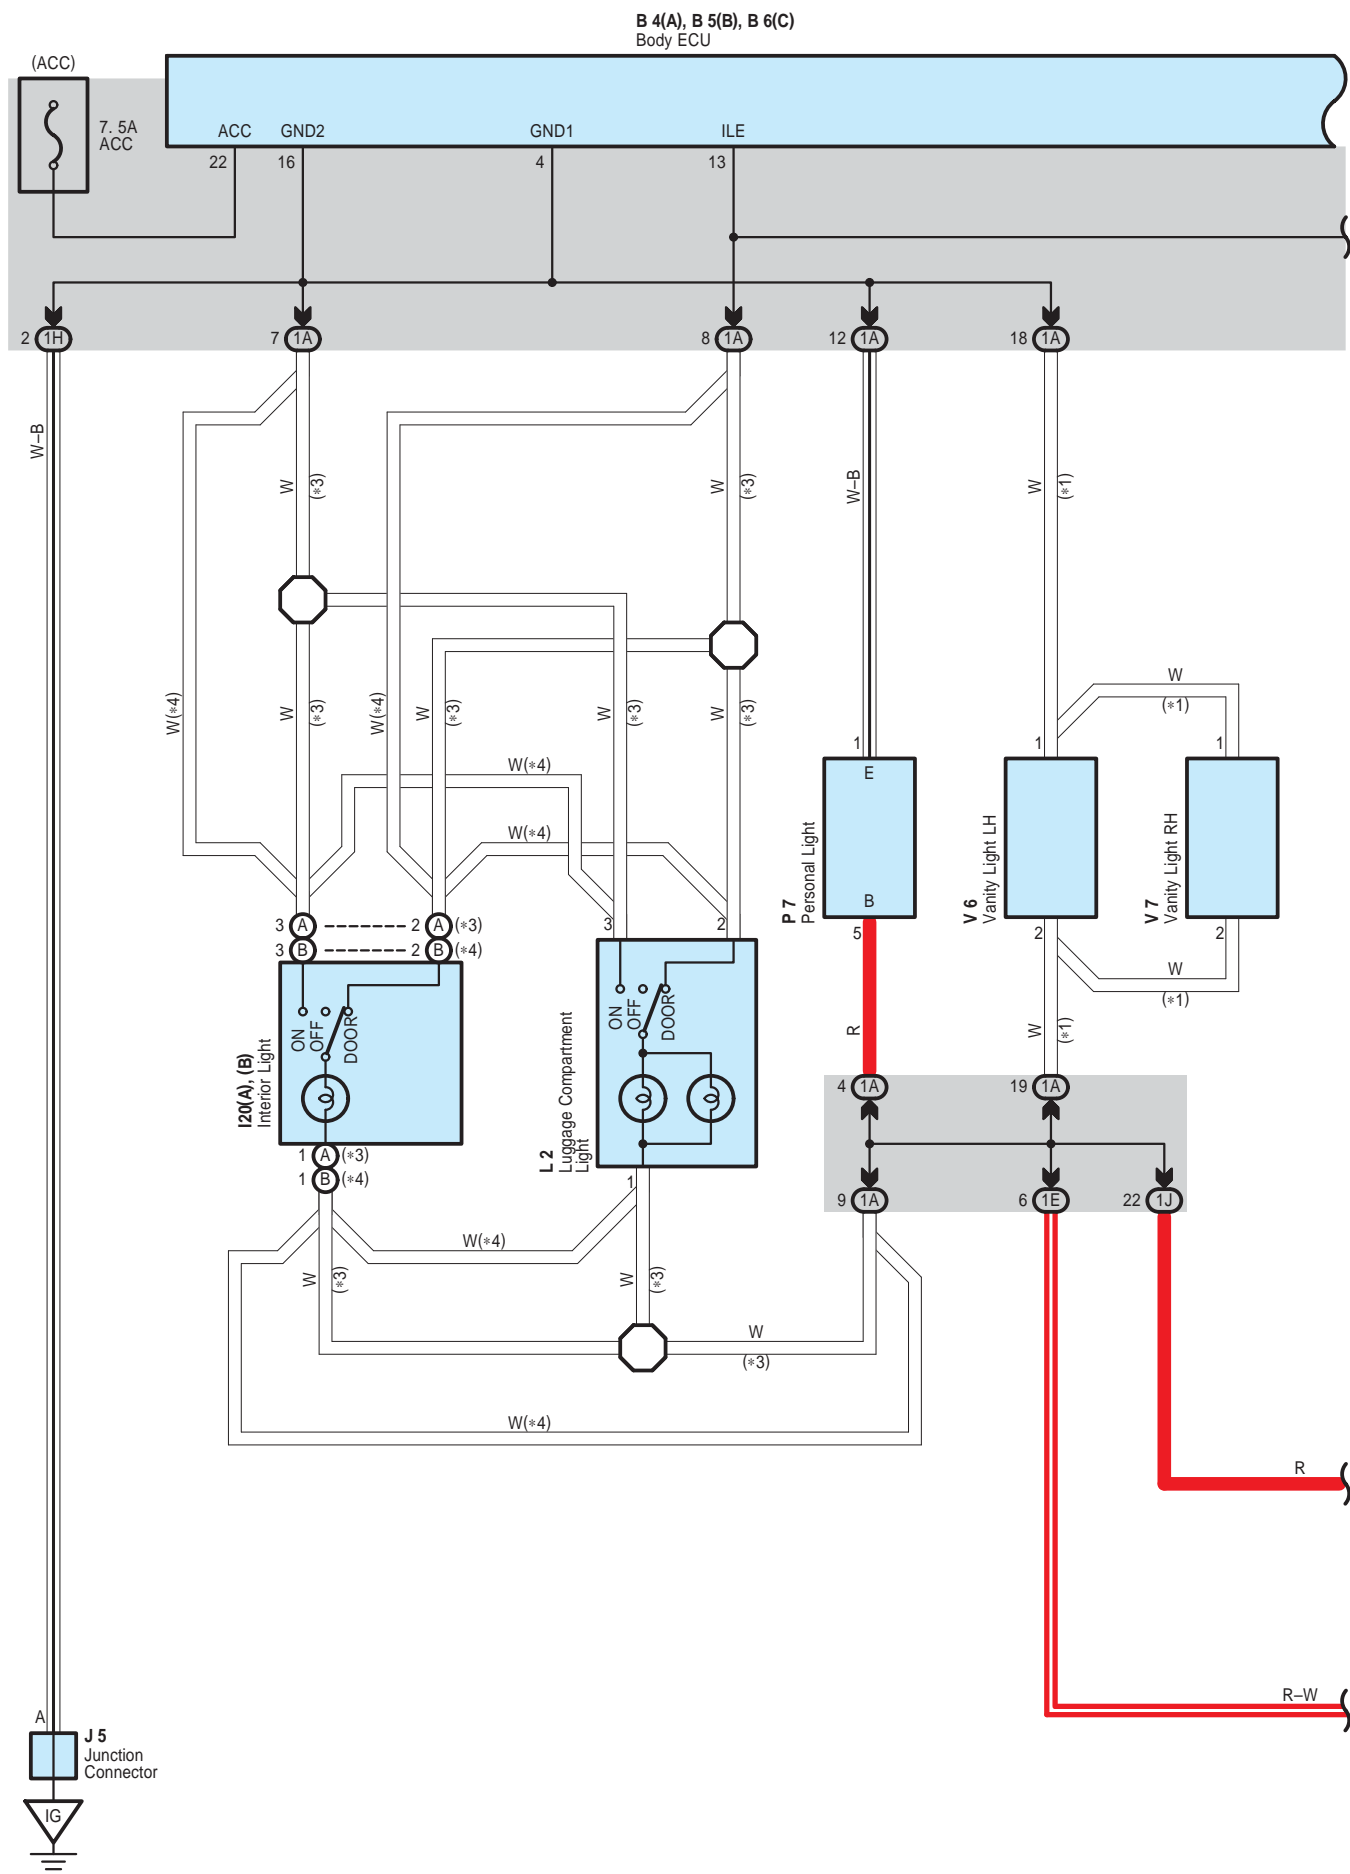 B 4(A), B 5(B), B 6(C)
Body ECU
(ACC)
7. 5A
ACC
ACC
GND2
GND1
ILE
22
16
4
13
2 1H
7 1A
8 1A
12 1A
18 1A
W–B
W
(∗3)
W
(∗3)
W–B
W
(∗1)
W(∗4)
W
(∗3)
W(∗4)
W
(∗3)
W
(∗3)
W
(∗3)
W
(∗1)
W(∗4)
W(∗4)
1
E
B
5
P 7
Personal Light
1
2
V 6
Vanity Light LH
1
2
V 7
Vanity Light RH
3 A
2 A (∗3)
3 B
2 B (∗4)
ON
OFF
DOOR
I20(A), (B)
Interior Light
1 A (∗3)
1 B (∗4)
3
2
ON
OFF
DOOR
L 2
Luggage Compartment
Light
1
W
(∗1)
R
W
(∗1)
4 1A
19 1A
9 1A
6 1E
22 1J
W(∗4)
W
(∗3)
W
(∗3)
W
(∗3)
W(∗4)
R
R–W
A
J 5
Junction
Connector
IG